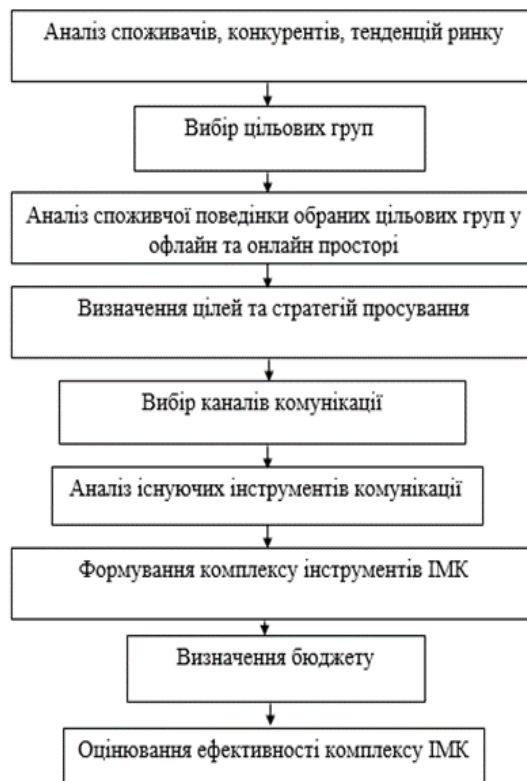 Аналіз споживачів, конкурентів, тенденцій ринку
Вибір цільових груп
Аналіз споживчої поведінки обраних цільових груп у
офлайн та онлайн просторі
Визначення цілей та стратегій просування
Вибір каналів комунікації
Аналіз існуючих інструментів комунікації
Формування комплексу інструментів ІМК
Визначення бюджету
Оцінювання ефективності комплексу ІМК